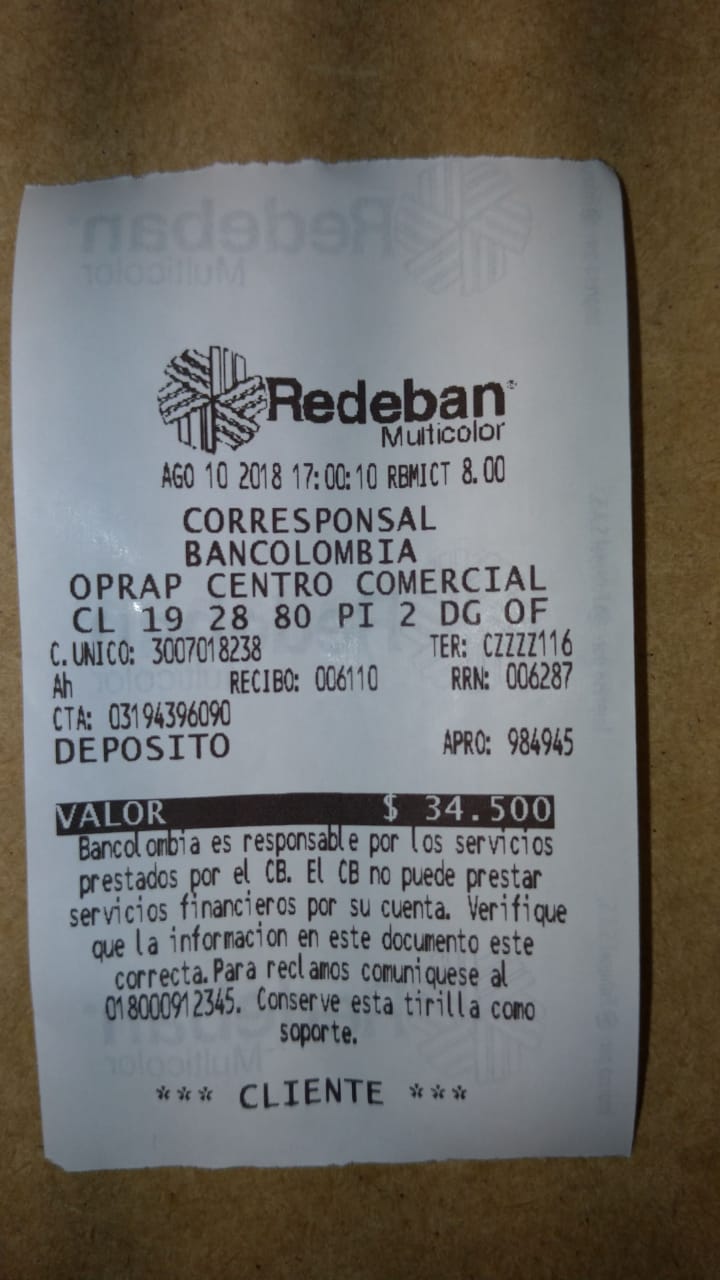 Redeban
Multicolor
AGO 10 2018 17:00:10 RBMICT 8.00
CORRESPONSAL
BANCOLOMBIA
OPRAP CENTRO COMERCIAL
CL 19 28 80 PI 2 DG OF
C.UNICO: 3007018238 TER: CZZZZ116
Ah RECIBO: 006110 RRN: 006287
CTA: 03194396090
DEPOSITO APRO: 984945
VALOR $ 34.500
Bancolombia es responsable por los servicios
prestados por el CB. El CB no puede prestar
servicios financieros por su cuenta. Verifique
que la informacion en este documento este
correcta.Para reclamos comuniquese al
018000912345. Conserve esta tirilla como
soporte.
*** CLIENTE ***